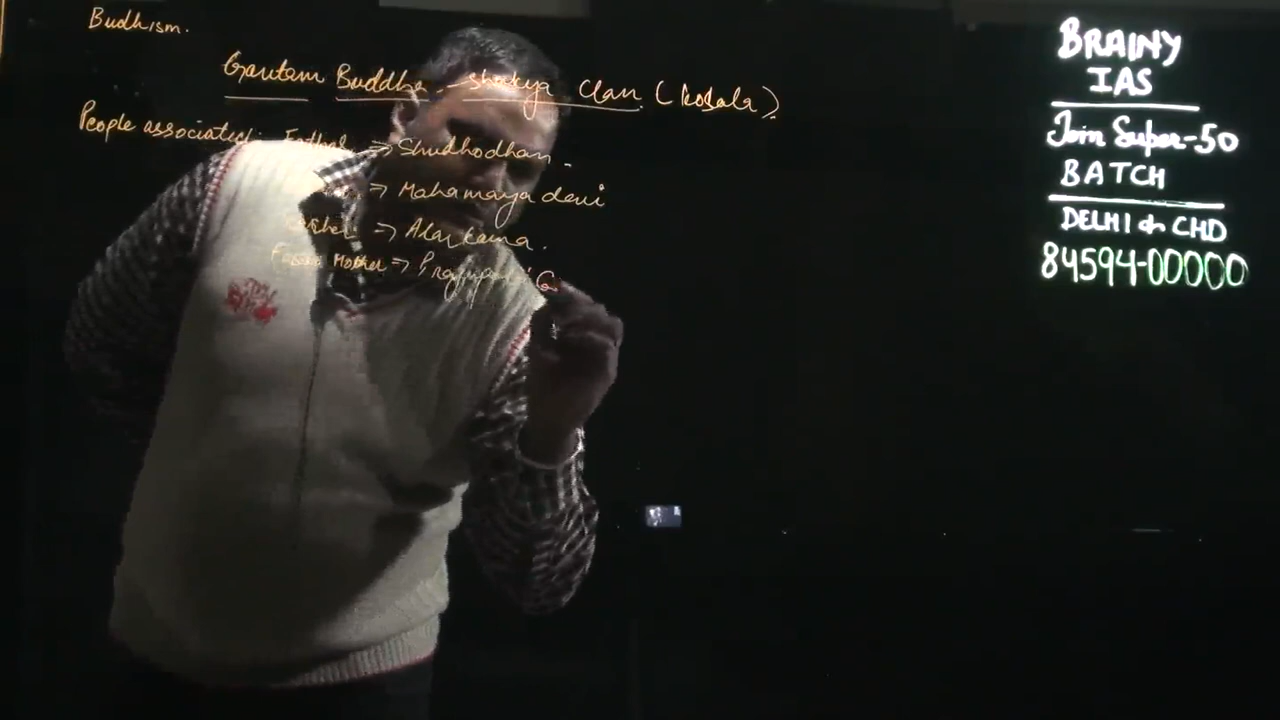 Budhism.
Gautam Buddha - Shakya Clan (Kosala).
People associated: Father => Shudhodhan -
=> Mahamaya devi
=> Alarkama.
Foster Mother => Prajapati G
BRAINY
IAS
Join Super-50
BATCH
DELHI & CHD
84594-00000